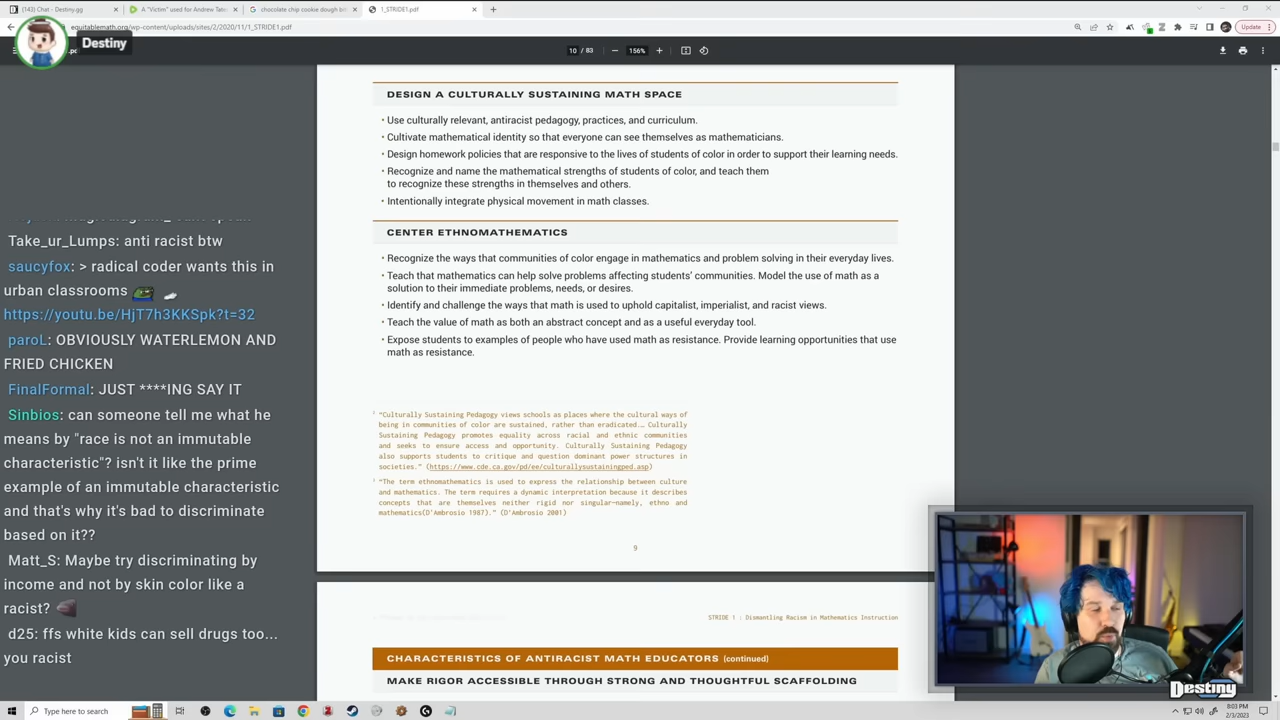 (143) Chat - Destiny.gg
A "Victim" used for Andrew Tate
chocolate chip cookie dough bit
1_STRIDE1.pdf
equitablemath.org/wp-content/uploads/sites/2/2020/11/1_STRIDE1.pdf
Update
Destiny
10 / 83
156%
DESIGN A CULTURALLY SUSTAINING MATH SPACE
• Use culturally relevant, antiracist pedagogy, practices, and curriculum.
• Cultivate mathematical identity so that everyone can see themselves as mathematicians.
• Design homework policies that are responsive to the lives of students of color in order to support their learning needs.
• Recognize and name the mathematical strengths of students of color, and teach them
to recognize these strengths in themselves and others.
• Intentionally integrate physical movement in math classes.
CENTER ETHNOMATHEMATICS
• Recognize the ways that communities of color engage in mathematics and problem solving in their everyday lives.
• Teach that mathematics can help solve problems affecting students' communities. Model the use of math as a
solution to their immediate problems, needs, or desires.
• Identify and challenge the ways that math is used to uphold capitalist, imperialist, and racist views.
• Teach the value of math as both an abstract concept and as a useful everyday tool.
• Expose students to examples of people who have used math as resistance. Provide learning opportunities that use
math as resistance.
"Culturally Sustaining Pedagogy views schools as places where the cultural ways of
being in communities of color are sustained, rather than eradicated.… Culturally
Sustaining Pedagogy promotes equality across racial and ethnic communities
and seeks to ensure access and opportunity. Culturally Sustaining Pedagogy
also supports students to critique and question dominant power structures in
societies." (https://www.cde.ca.gov/pd/ee/culturallysustainingped.asp)
"The term ethnomathematics is used to express the relationship between culture
and mathematics. The term requires a dynamic interpretation because it describes
concepts that are themselves neither rigid nor singular—namely, ethno and
mathematics(D'Ambrosio 1987)." (D'Ambrosio 2001)
9
STRIDE 1 : Dismantling Racism in Mathematics Instruction
CHARACTERISTICS OF ANTIRACIST MATH EDUCATORS (continued)
MAKE RIGOR ACCESSIBLE THROUGH STRONG AND THOUGHTFUL SCAFFOLDING
Take_ur_Lumps: anti racist btw
saucyfox: > radical coder wants this in
urban classrooms
https://youtu.be/HjT7h3KKSpk?t=32
paroL: OBVIOUSLY WATERLEMON AND
FRIED CHICKEN
FinalFormal: JUST ****ING SAY IT
Sinbios: can someone tell me what he
means by "race is not an immutable
characteristic"? isn't it like the prime
example of an immutable characteristic
and that's why it's bad to discriminate
based on it??
Matt_S: Maybe try discriminating by
income and not by skin color like a
racist?
d25: ffs white kids can sell drugs too...
you racist
Destiny
Type here to search
8:03 PM
2/3/2023